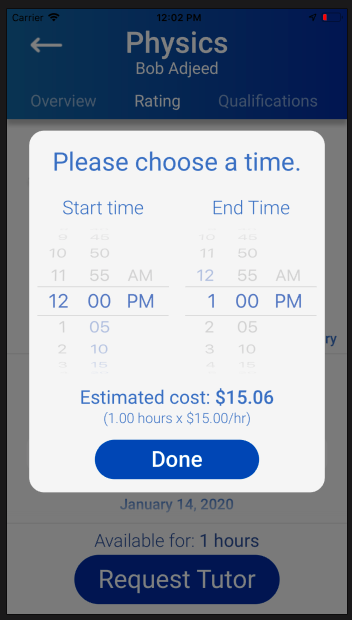 Carrier 12:02 PM
Physics
Bob Adjeed
Overview Rating Qualifications
Please choose a time.
Start time End Time
9 45 10 45
10 50 11 50
11 55 AM 12 55 AM
12 00 PM 1 00 PM
1 05 2 05
2 10 3 10
3 15 4 15
ry
Estimated cost: $15.06
(1.00 hours x $15.00/hr)
Done
January 14, 2020
Available for: 1 hours
Request Tutor